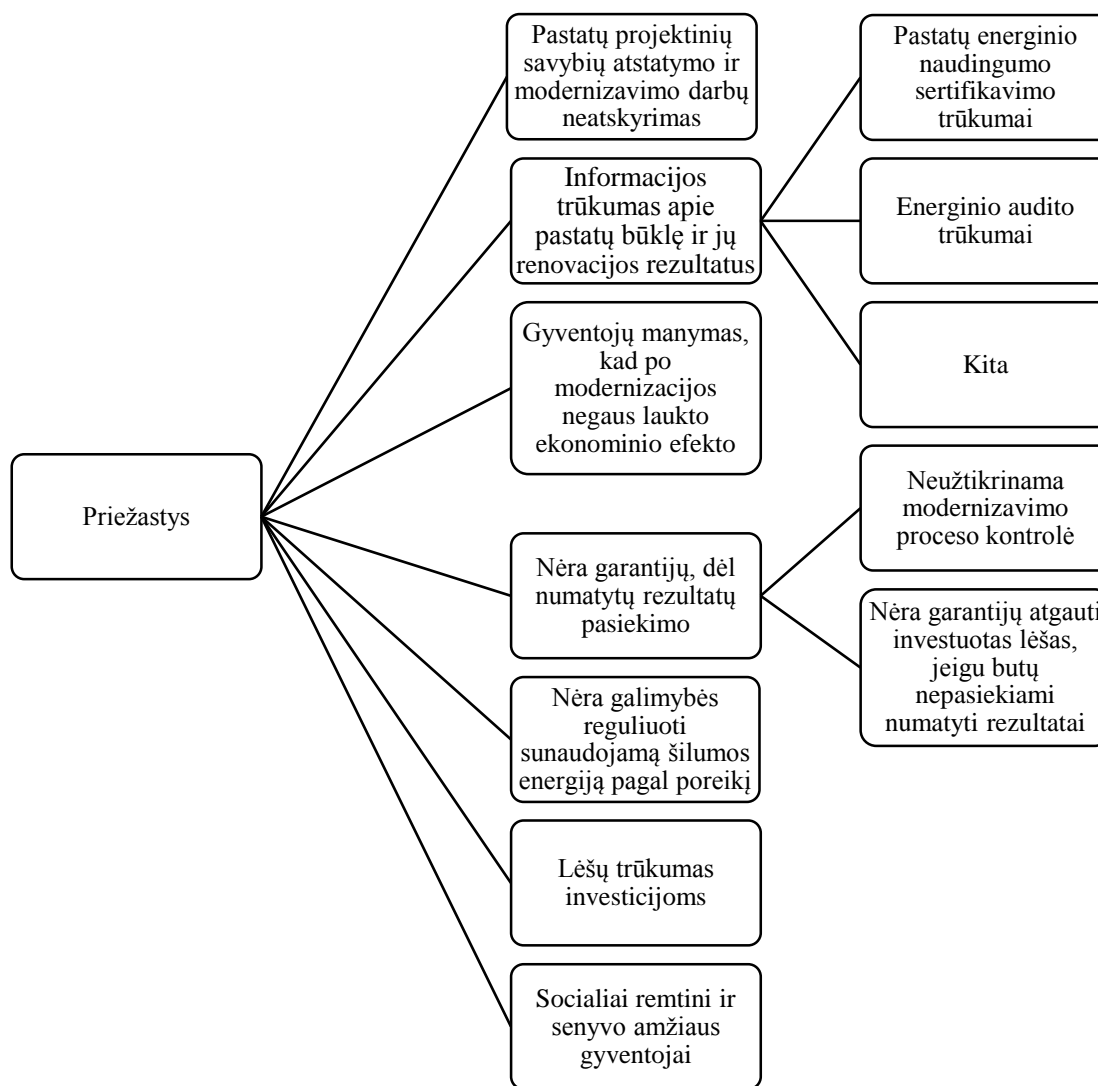 Priežastys
Pastatų projektinių
savybių atstatymo ir
modernizavimo darbų
neatskyrimas
Informacijos
trūkumas apie
pastatų būklę ir jų
renovacijos rezultatus
Pastatų energinio
naudingumo
sertifikavimo
trūkumai
Energinio audito
trūkumai
Kita
Gyventojų manymas,
kad po
modernizacijos
negaus laukto
ekonominio efekto
Nėra garantijų, dėl
numatytų rezultatų
pasiekimo
Neužtikrinama
modernizavimo
proceso kontrolė
Nėra garantijų atgauti
investuotas lėšas,
jeigu butų
nepasiekiami
numatyti rezultatai
Nėra galimybės
reguliuoti
sunaudojamą šilumos
energiją pagal poreikį
Lėšų trūkumas
investicijoms
Socialiai remtini ir
senyvo amžiaus
gyventojai